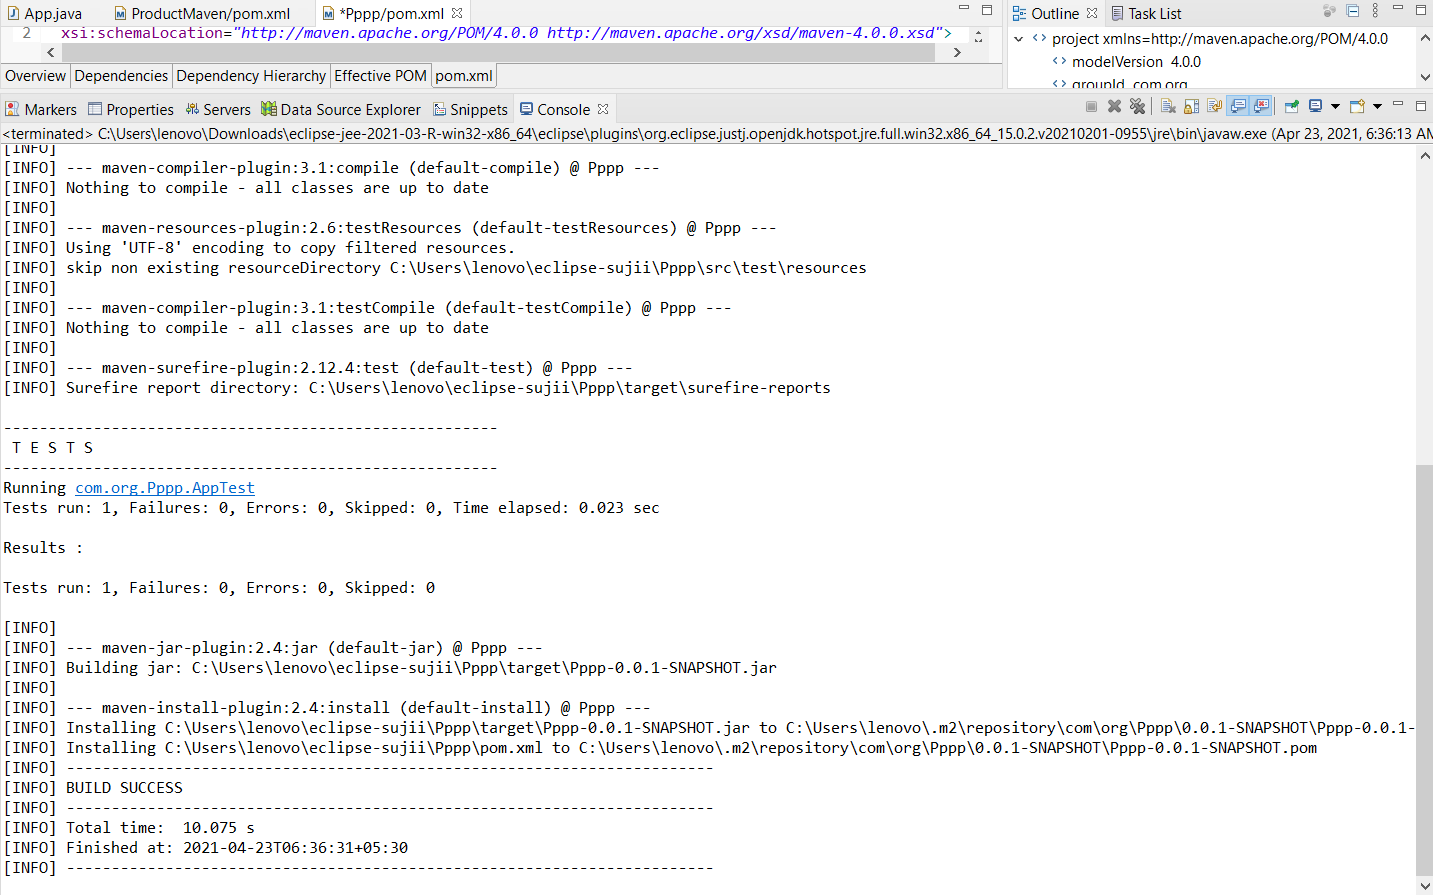 App.java ProductMaven/pom.xml *Pppp/pom.xml
2 xsi:schemaLocation="http://maven.apache.org/POM/4.0.0 http://maven.apache.org/xsd/maven-4.0.0.xsd">
Overview Dependencies Dependency Hierarchy Effective POM pom.xml
Outline Task List
project xmlns=http://maven.apache.org/POM/4.0.0
modelVersion 4.0.0
groupId com.org
Markers Properties Servers Data Source Explorer Snippets Console
<terminated> C:\Users\lenovo\Downloads\eclipse-jee-2021-03-R-win32-x86_64\eclipse\plugins\org.eclipse.justj.openjdk.hotspot.jre.full.win32.x86_64_15.0.2.v20210201-0955\jre\bin\javaw.exe (Apr 23, 2021, 6:36:13 AM
[INFO]
[INFO] --- maven-compiler-plugin:3.1:compile (default-compile) @ Pppp ---
[INFO] Nothing to compile - all classes are up to date
[INFO]
[INFO] --- maven-resources-plugin:2.6:testResources (default-testResources) @ Pppp ---
[INFO] Using 'UTF-8' encoding to copy filtered resources.
[INFO] skip non existing resourceDirectory C:\Users\lenovo\eclipse-sujii\Pppp\src\test\resources
[INFO]
[INFO] --- maven-compiler-plugin:3.1:testCompile (default-testCompile) @ Pppp ---
[INFO] Nothing to compile - all classes are up to date
[INFO]
[INFO] --- maven-surefire-plugin:2.12.4:test (default-test) @ Pppp ---
[INFO] Surefire report directory: C:\Users\lenovo\eclipse-sujii\Pppp\target\surefire-reports
-------------------------------------------------------
T E S T S
-------------------------------------------------------
Running com.org.Pppp.AppTest
Tests run: 1, Failures: 0, Errors: 0, Skipped: 0, Time elapsed: 0.023 sec
Results :
Tests run: 1, Failures: 0, Errors: 0, Skipped: 0
[INFO]
[INFO] --- maven-jar-plugin:2.4:jar (default-jar) @ Pppp ---
[INFO] Building jar: C:\Users\lenovo\eclipse-sujii\Pppp\target\Pppp-0.0.1-SNAPSHOT.jar
[INFO]
[INFO] --- maven-install-plugin:2.4:install (default-install) @ Pppp ---
[INFO] Installing C:\Users\lenovo\eclipse-sujii\Pppp\target\Pppp-0.0.1-SNAPSHOT.jar to C:\Users\lenovo\.m2\repository\com\org\Pppp\0.0.1-SNAPSHOT\Pppp-0.0.1-
[INFO] Installing C:\Users\lenovo\eclipse-sujii\Pppp\pom.xml to C:\Users\lenovo\.m2\repository\com\org\Pppp\0.0.1-SNAPSHOT\Pppp-0.0.1-SNAPSHOT.pom
[INFO] ------------------------------------------------------------------------
[INFO] BUILD SUCCESS
[INFO] ------------------------------------------------------------------------
[INFO] Total time:  10.075 s
[INFO] Finished at: 2021-04-23T06:36:31+05:30
[INFO] ------------------------------------------------------------------------